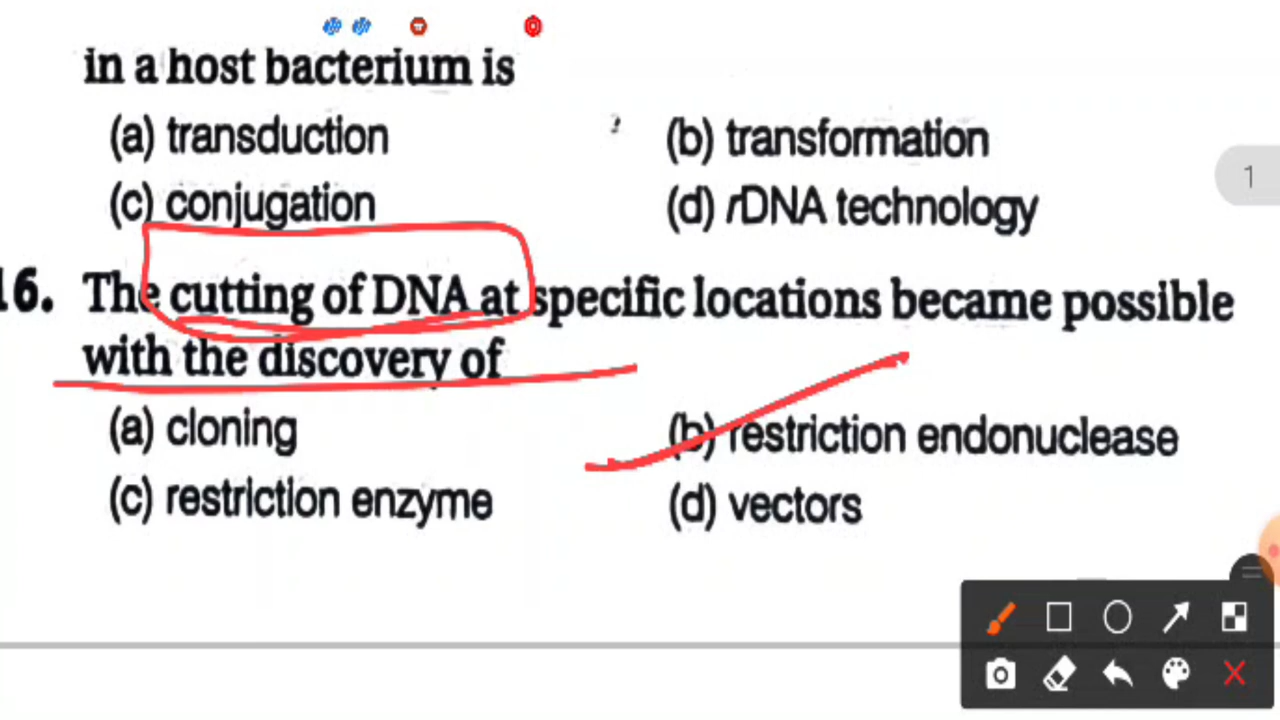 in a host bacterium is
(a) transduction (b) transformation
(c) conjugation (d) rDNA technology
16. The cutting of DNA at specific locations became possible
with the discovery of
(a) cloning (b) restriction endonuclease
(c) restriction enzyme (d) vectors
1